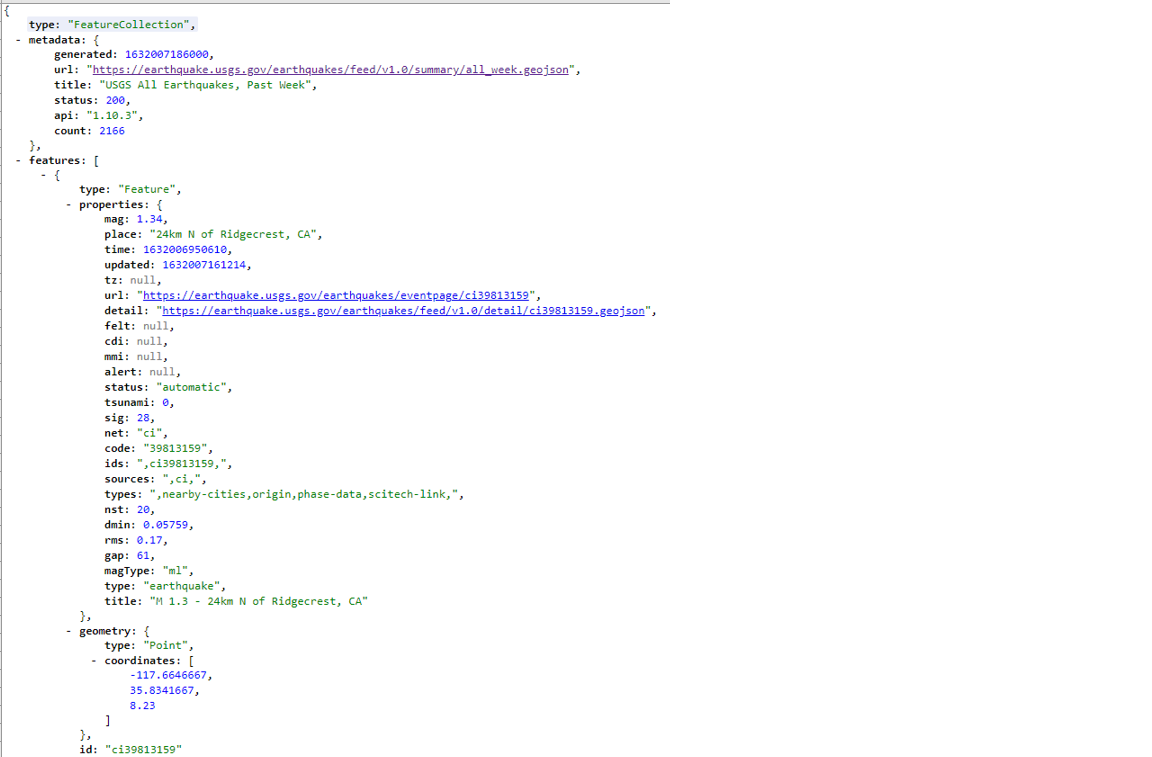 {
type: "FeatureCollection",
- metadata: {
generated: 1632007186000,
url: "https://earthquake.usgs.gov/earthquakes/feed/v1.0/summary/all_week.geojson",
title: "USGS All Earthquakes, Past Week",
status: 200,
api: "1.10.3",
count: 2166
},
- features: [
- {
type: "Feature",
- properties: {
mag: 1.34,
place: "24km N of Ridgecrest, CA",
time: 1632006950610,
updated: 1632007161214,
tz: null,
url: "https://earthquake.usgs.gov/earthquakes/eventpage/ci39813159",
detail: "https://earthquake.usgs.gov/earthquakes/feed/v1.0/detail/ci39813159.geojson",
felt: null,
cdi: null,
mmi: null,
alert: null,
status: "automatic",
tsunami: 0,
sig: 28,
net: "ci",
code: "39813159",
ids: ",ci39813159,",
sources: ",ci,",
types: ",nearby-cities,origin,phase-data,scitech-link,",
nst: 20,
dmin: 0.05759,
rms: 0.17,
gap: 61,
magType: "ml",
type: "earthquake",
title: "M 1.3 - 24km N of Ridgecrest, CA"
},
- geometry: {
type: "Point",
- coordinates: [
-117.6646667,
35.8341667,
8.23
]
},
id: "ci39813159"